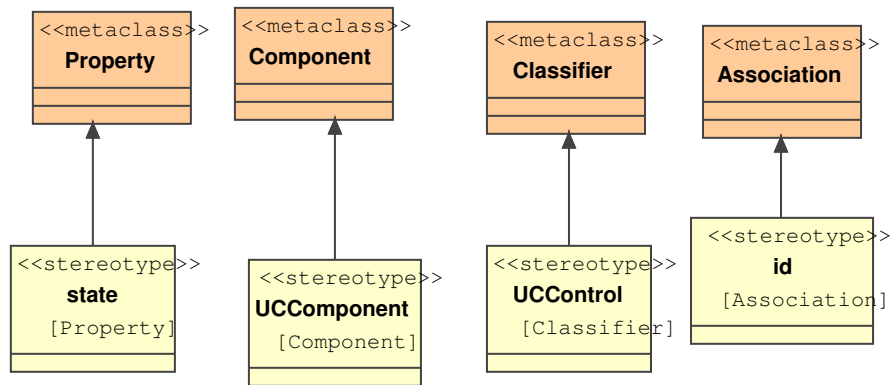 <<metaclass>>
Property
<<metaclass>>
Component
<<metaclass>>
Classifier
<<metaclass>>
Association
<<stereotype>>
state
[Property]
<<stereotype>>
UCComponent
[Component]
<<stereotype>>
UCControl
[Classifier]
<<stereotype>>
id
[Association]